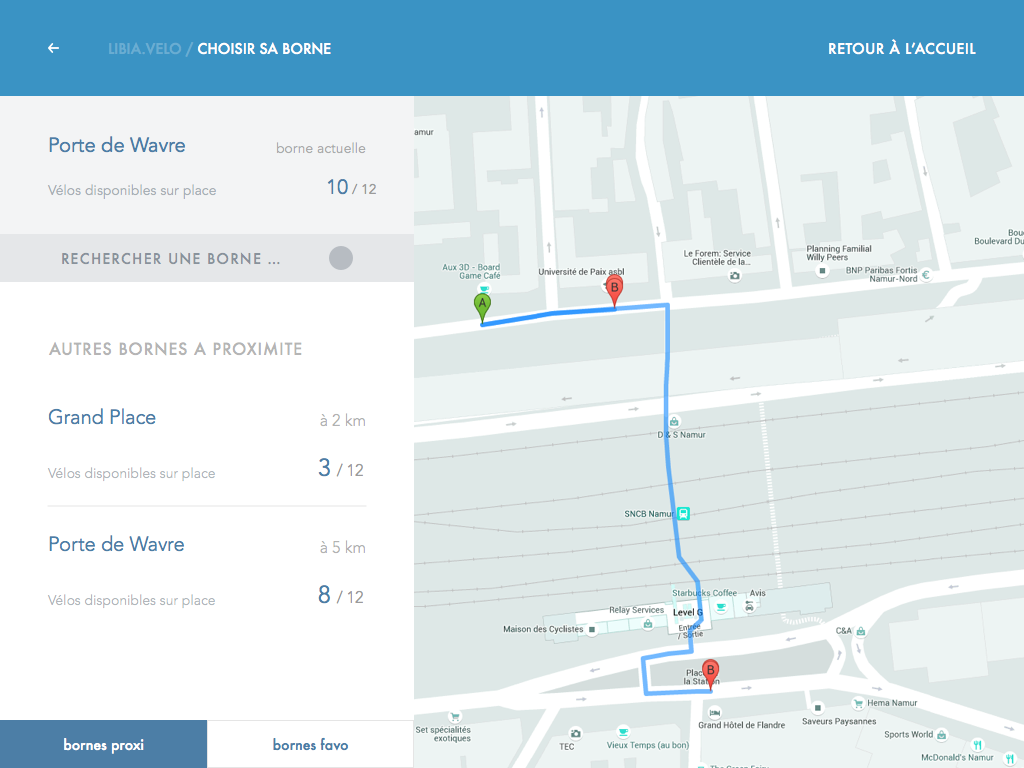 LIBIA.VELO / CHOISIR SA BORNE
RETOUR À L'ACCUEIL
Porte de Wavre
borne actuelle
Vélos disponibles sur place
10 / 12
RECHERCHER UNE BORNE ...
AUTRES BORNES A PROXIMITE
Grand Place
à 2 km
Vélos disponibles sur place
3 / 12
Porte de Wavre
à 5 km
Vélos disponibles sur place
8 / 12
bornes proxi
bornes favo
amur
Boulevard Du
Le Forem: Service
Clientèle de la...
Planning Familial
Willy Peers
Aux 3D - Board
Game Café
Université de Paix asbl
BNP Paribas Fortis
Namur-Nord
A
B
D & S Namur
SNCB Namur
Starbucks Coffee
Avis
Relay Services
Level G
Entrée
/ Sortie
Maison des Cyclistes
C&A
B
la Station
Hema Namur
Saveurs Paysannes
Grand Hôtel de Flandre
Set spécialités
exotiques
TEC
Vieux Temps (au bon)
Sports World
McDonald's Namur